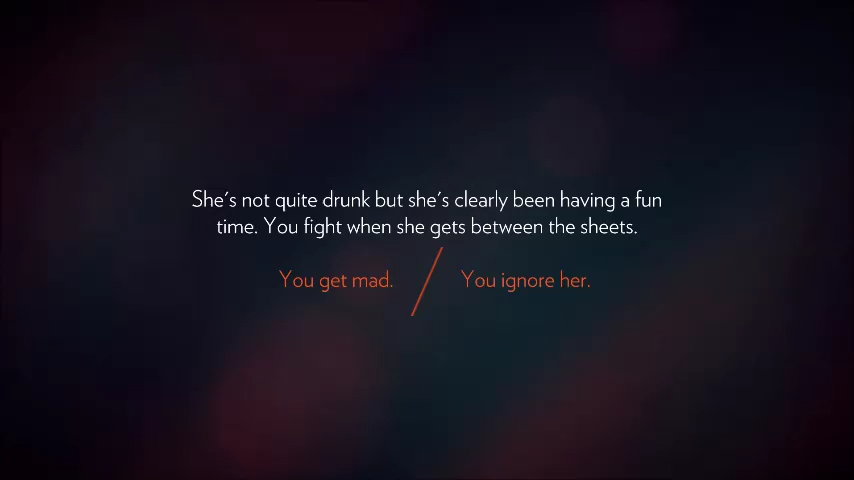 She's not quite drunk but she's clearly been having a fun
time. You fight when she gets between the sheets.
You get mad. / You ignore her.